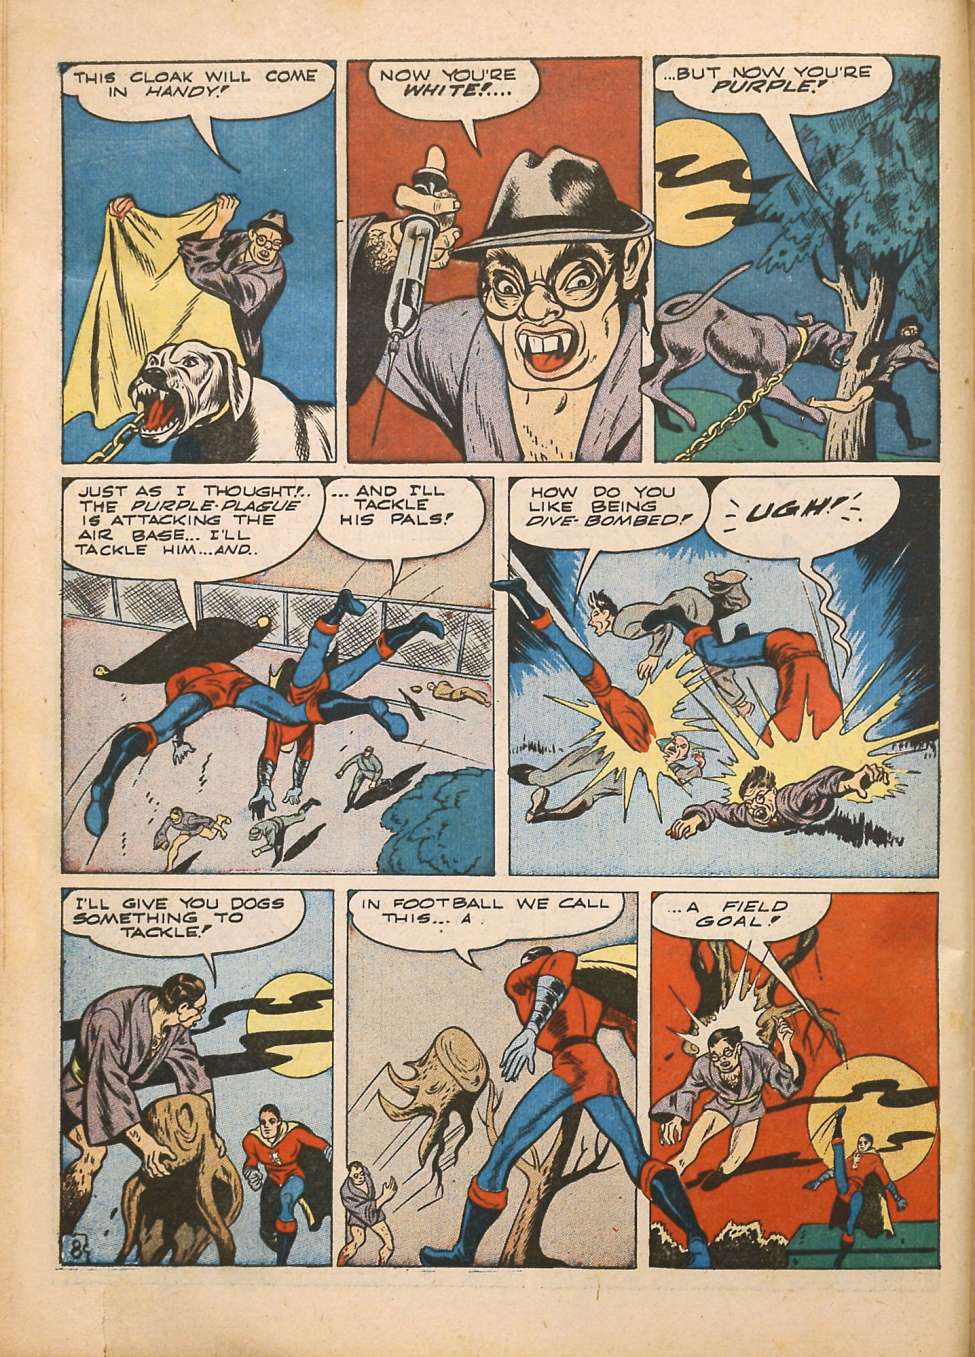 THIS CLOAK WILL COME
IN HANDY!
NOW YOU'RE
WHITE!....
...BUT NOW YOU'RE
PURPLE!
JUST AS I THOUGHT!..
THE PURPLE-PLAGUE
IS ATTACKING THE
AIR BASE... I'LL
TACKLE HIM...AND..
... AND I'LL
TACKLE
HIS PALS!
HOW DO YOU
LIKE BEING
DIVE-BOMBED!
UGH!
I'LL GIVE YOU DOGS
SOMETHING TO
TACKLE!
IN FOOTBALL WE CALL
THIS... A.
...A FIELD
GOAL!
8